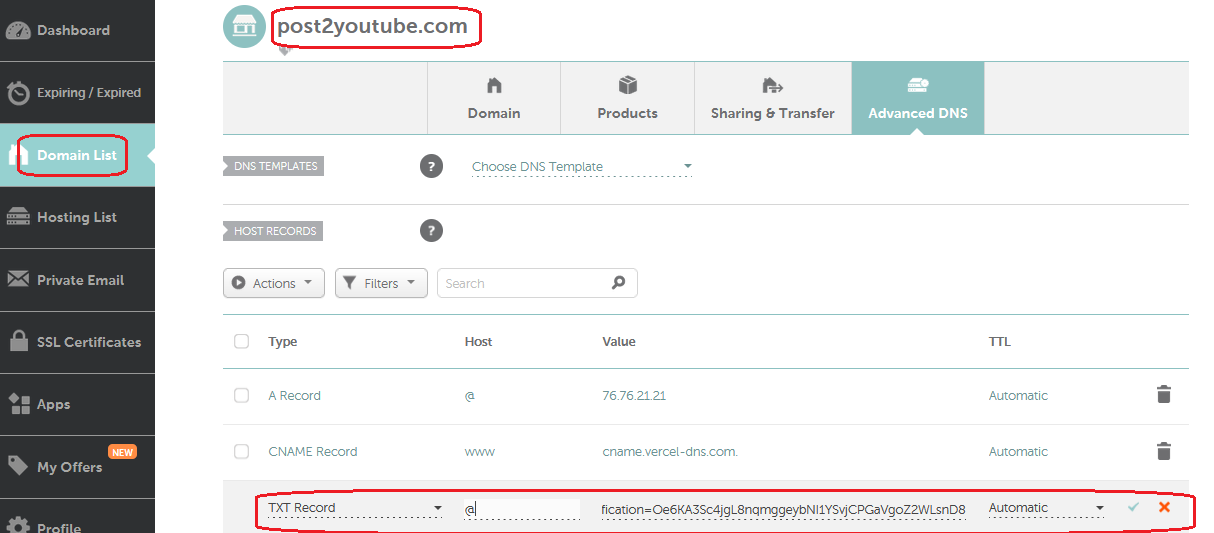 post2youtube.com
Dashboard
Expiring / Expired
Domain List
Hosting List
Private Email
SSL Certificates
Apps
My Offers
NEW
Profile
Domain
Products
Sharing & Transfer
Advanced DNS
DNS TEMPLATES
?
Choose DNS Template
HOST RECORDS
?
Actions
Filters
Search
Type Host Value TTL
A Record @ 76.76.21.21 Automatic
CNAME Record www cname.vercel-dns.com. Automatic
TXT Record @ fication=Oe6KA3Sc4jgL8nqmggeybNI1YSvjCPGaVgoZ2WLsnD8 Automatic